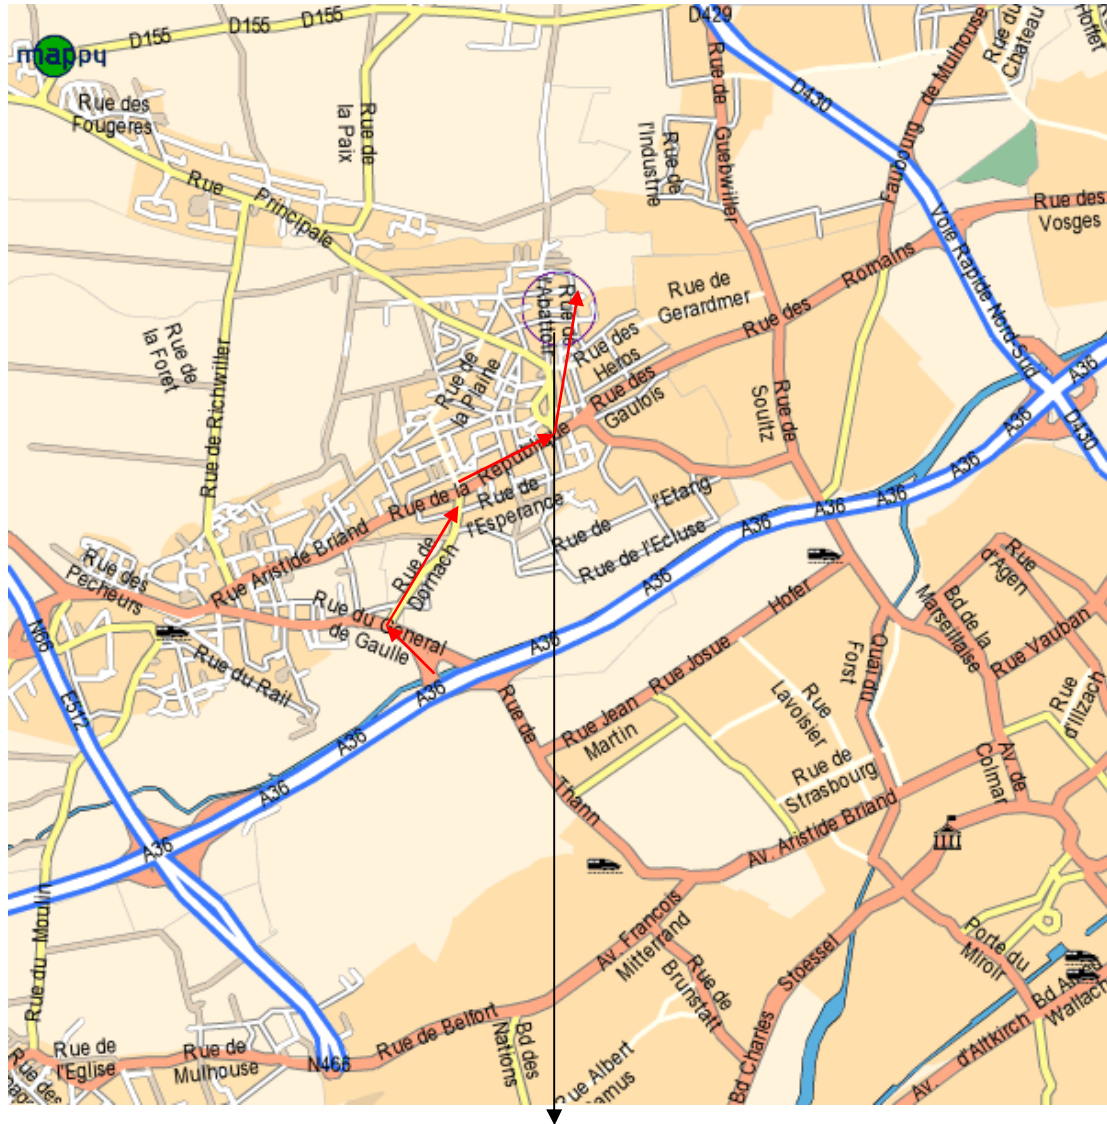 D155
D155
D155
D429
mappy
Rue des
Fougeres
Rue de
la Paix
Rue de
l'Industrie
Rue de
Guebwiller
D430
Faubourg
de Mulhouse
Rue du
Chateau
Hoffet
Rue
Principale
Rue des
Vosges
Voie Rapide Nord-Sud
Romains
Rue des
Rue de
Gerardmer
Rue de
l'Abattoir
Rue des
Heros
Rue de
la Foret
Rue de Richwiller
Rue de
la Plaine
Rue des
Gaulois
Rue de
Soultz
A36
A36
D430
Rue de la
Republique
Rue de
l'Esperance
Rue de
l'Etang
Rue de l'Ecluse
A36
A36
A36
A36
A36
Rue Aristide Briand
Rue de
Dornach
Rue des
Pecheurs
Rue du General
de Gaulle
Rue du Rail
N66
E512
A36
A36
A36
A36
A36
Rue de
Thann
Rue Jean
Martin
Rue Josue
Hofer
Rue
Lavoisier
Rue de
Strasbourg
Quai du
Forst
Bd de la
Marseillaise
Rue
d'Agen
Rue Vauban
Rue
d'Illzach
Av. de
Colmar
Av. Aristide Briand
Rue du Moulin
Av. Francois
Mitterrand
Rue de
Brunstatt
Stoessel
Bd Charles
Porte du
Miroir
Wallach
Av.
d'Altkirch
Rue de
l'Eglise
Rue des
Rue de
Mulhouse
N466
Rue de Belfort
Bd des
Nations
Rue Albert